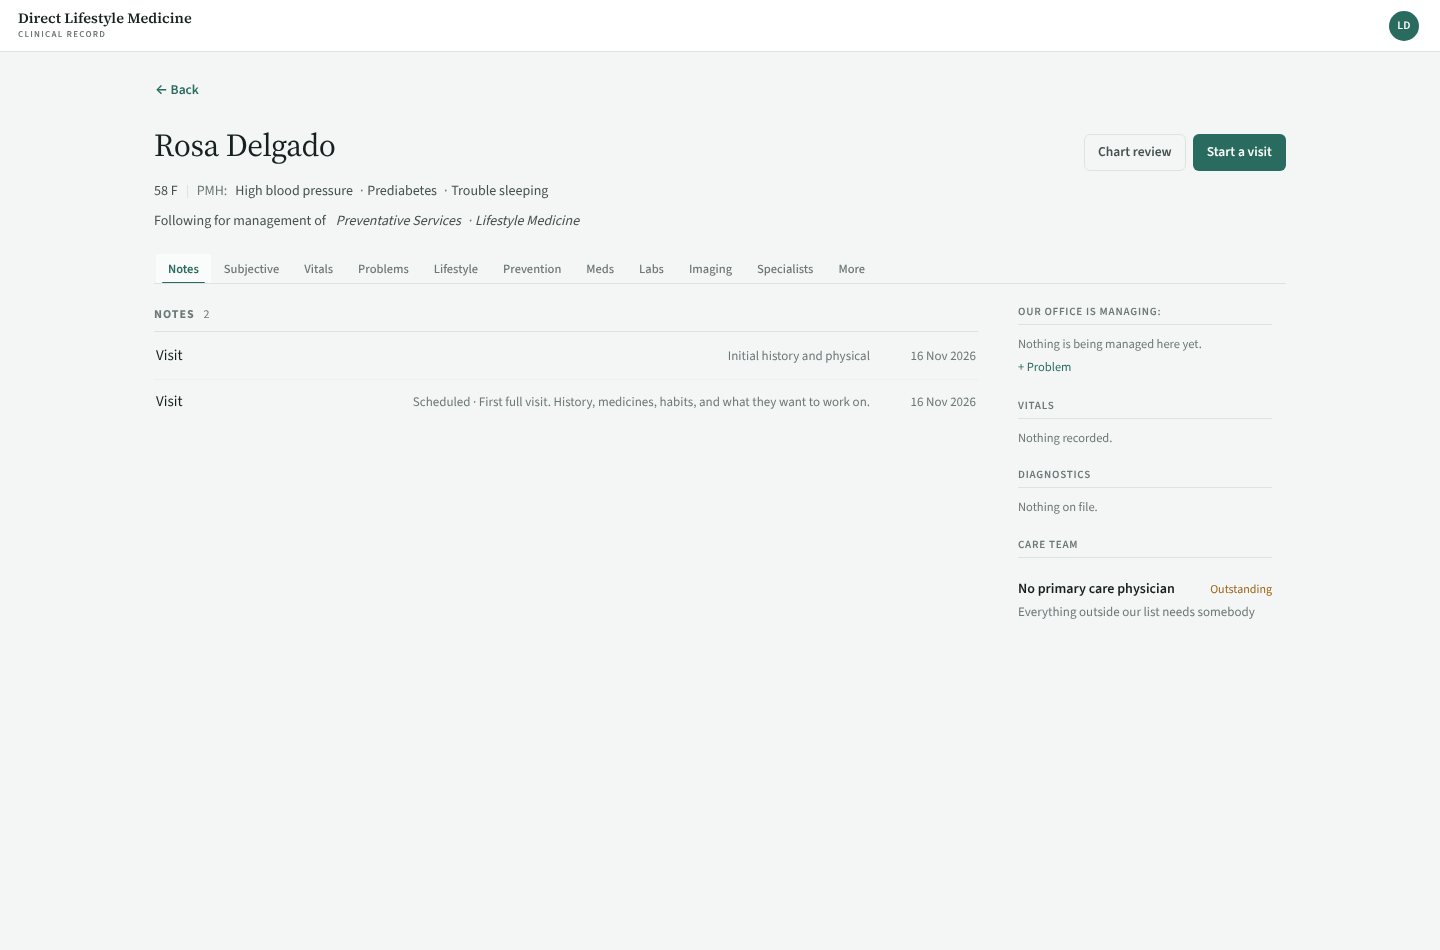 Direct Lifestyle Medicine
CLINICAL RECORD
LD
← Back
Rosa Delgado
Chart review
Start a visit
58 F | PMH: High blood pressure · Prediabetes · Trouble sleeping
Following for management of Preventative Services · Lifestyle Medicine
Notes Subjective Vitals Problems Lifestyle Prevention Meds Labs Imaging Specialists More
NOTES 2
Visit Initial history and physical 16 Nov 2026
Visit Scheduled · First full visit. History, medicines, habits, and what they want to work on. 16 Nov 2026
OUR OFFICE IS MANAGING:
Nothing is being managed here yet.
+ Problem
VITALS
Nothing recorded.
DIAGNOSTICS
Nothing on file.
CARE TEAM
No primary care physician Outstanding
Everything outside our list needs somebody